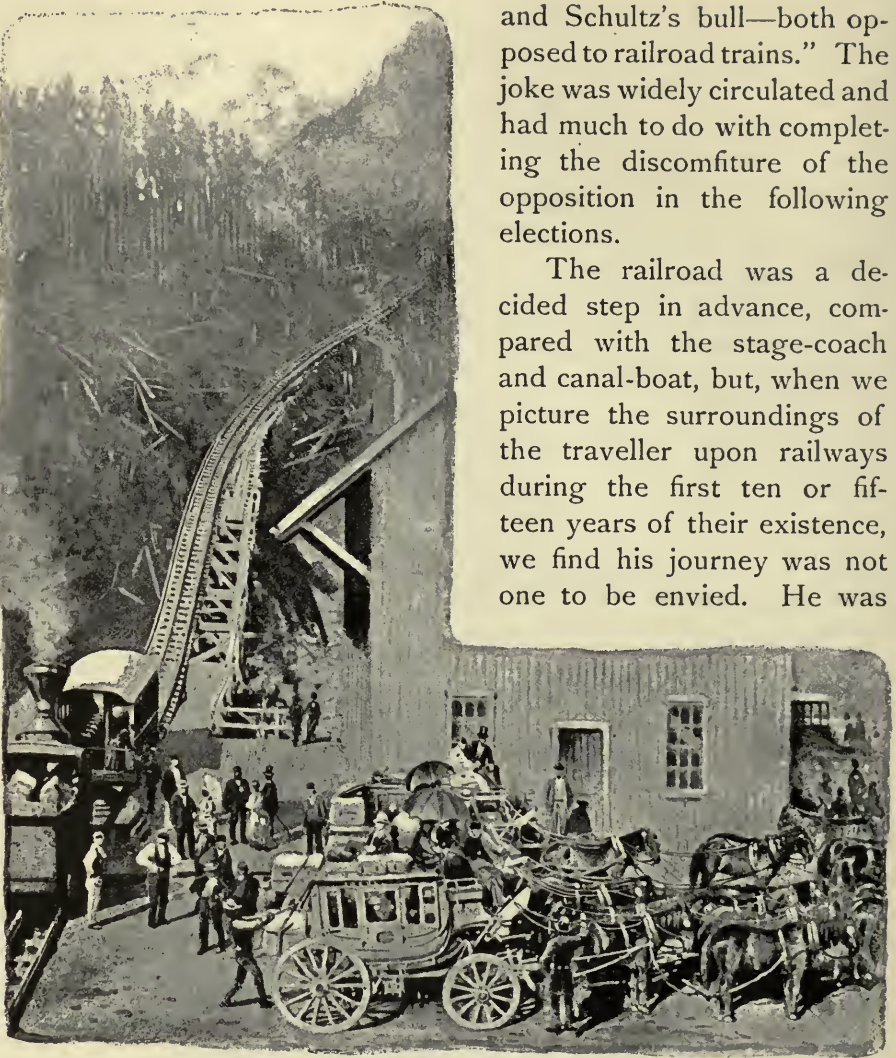 and Schultz's bull—both op-
posed to railroad trains." The
joke was widely circulated and
had much to do with complet-
ing the discomfiture of the
opposition in the following
elections.
The railroad was a de-
cided step in advance, com-
pared with the stage-coach
and canal-boat, but, when we
picture the surroundings of
the traveller upon railways
during the first ten or fif-
teen years of their existence,
we find his journey was not
one to be envied. He was